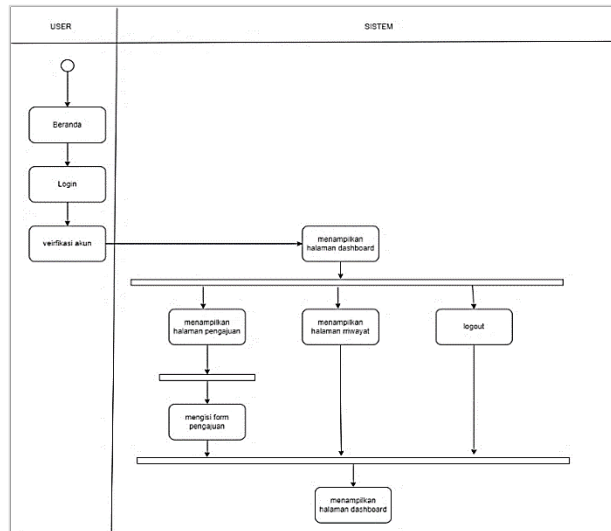 USER
SISTEM
Beranda
Login
veirfikasi akun
menampilkan
halaman dashboard
menampilkan
halaman pengajuan
menampilkan
halaman riwayat
logout
mengisi form
pengajuan
menampilkan
halaman dashboard